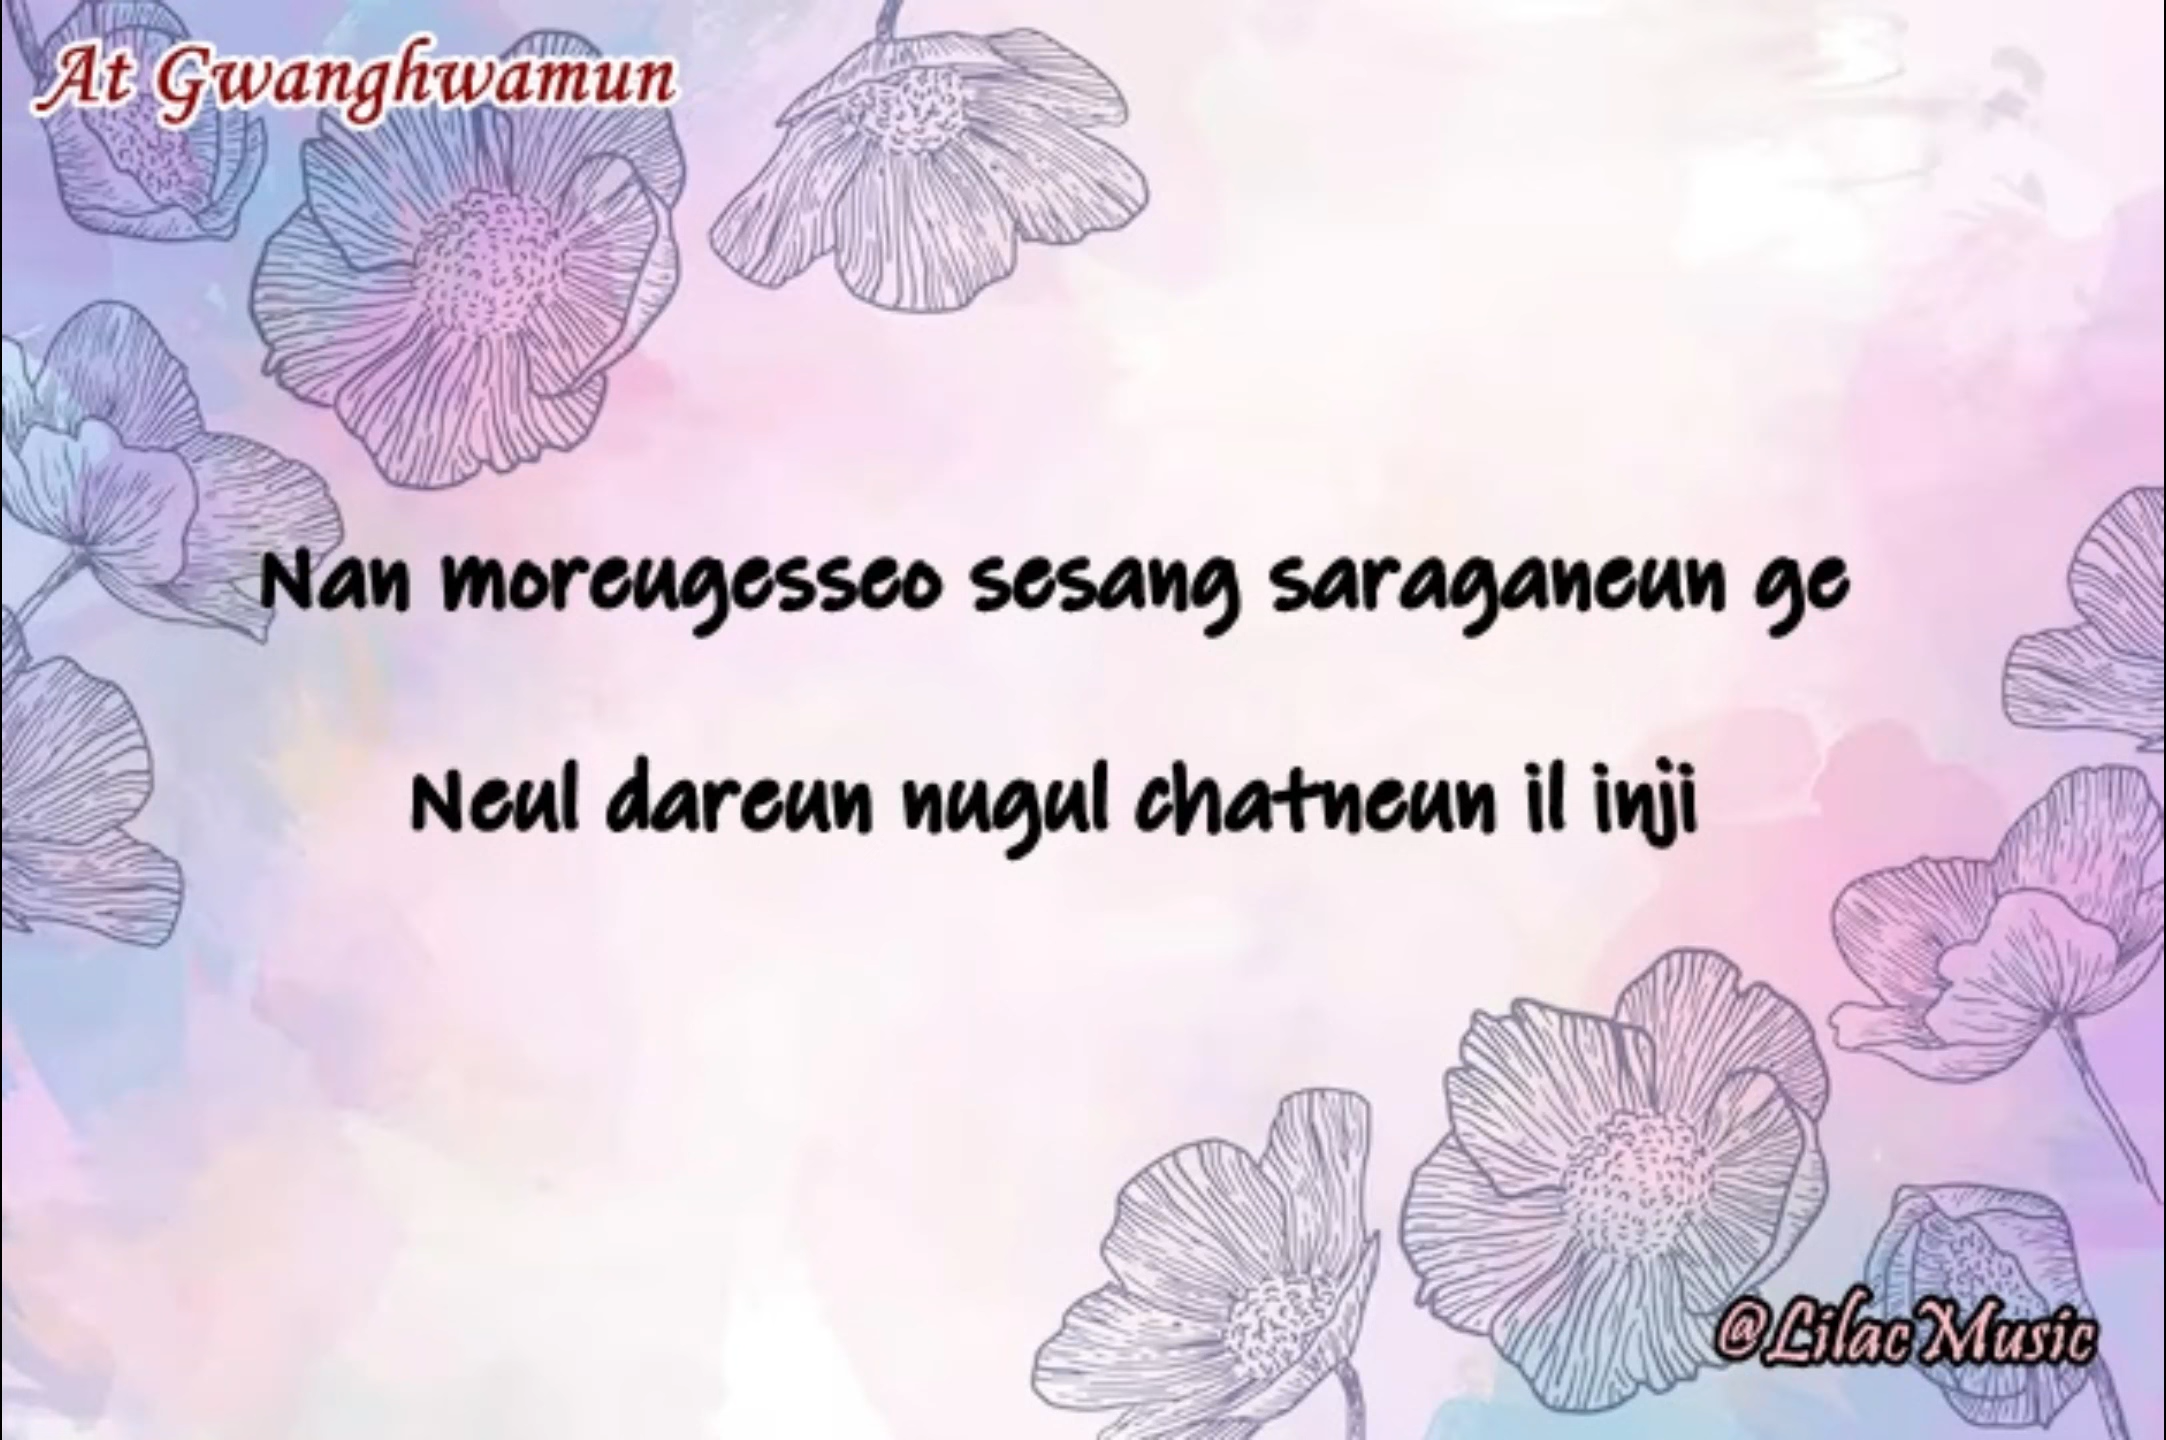 At Gwanghwamun
Nan moreugesseo sesang saraganeun ge
Neul dareun nugul chatneun il inji
@Lilac Music